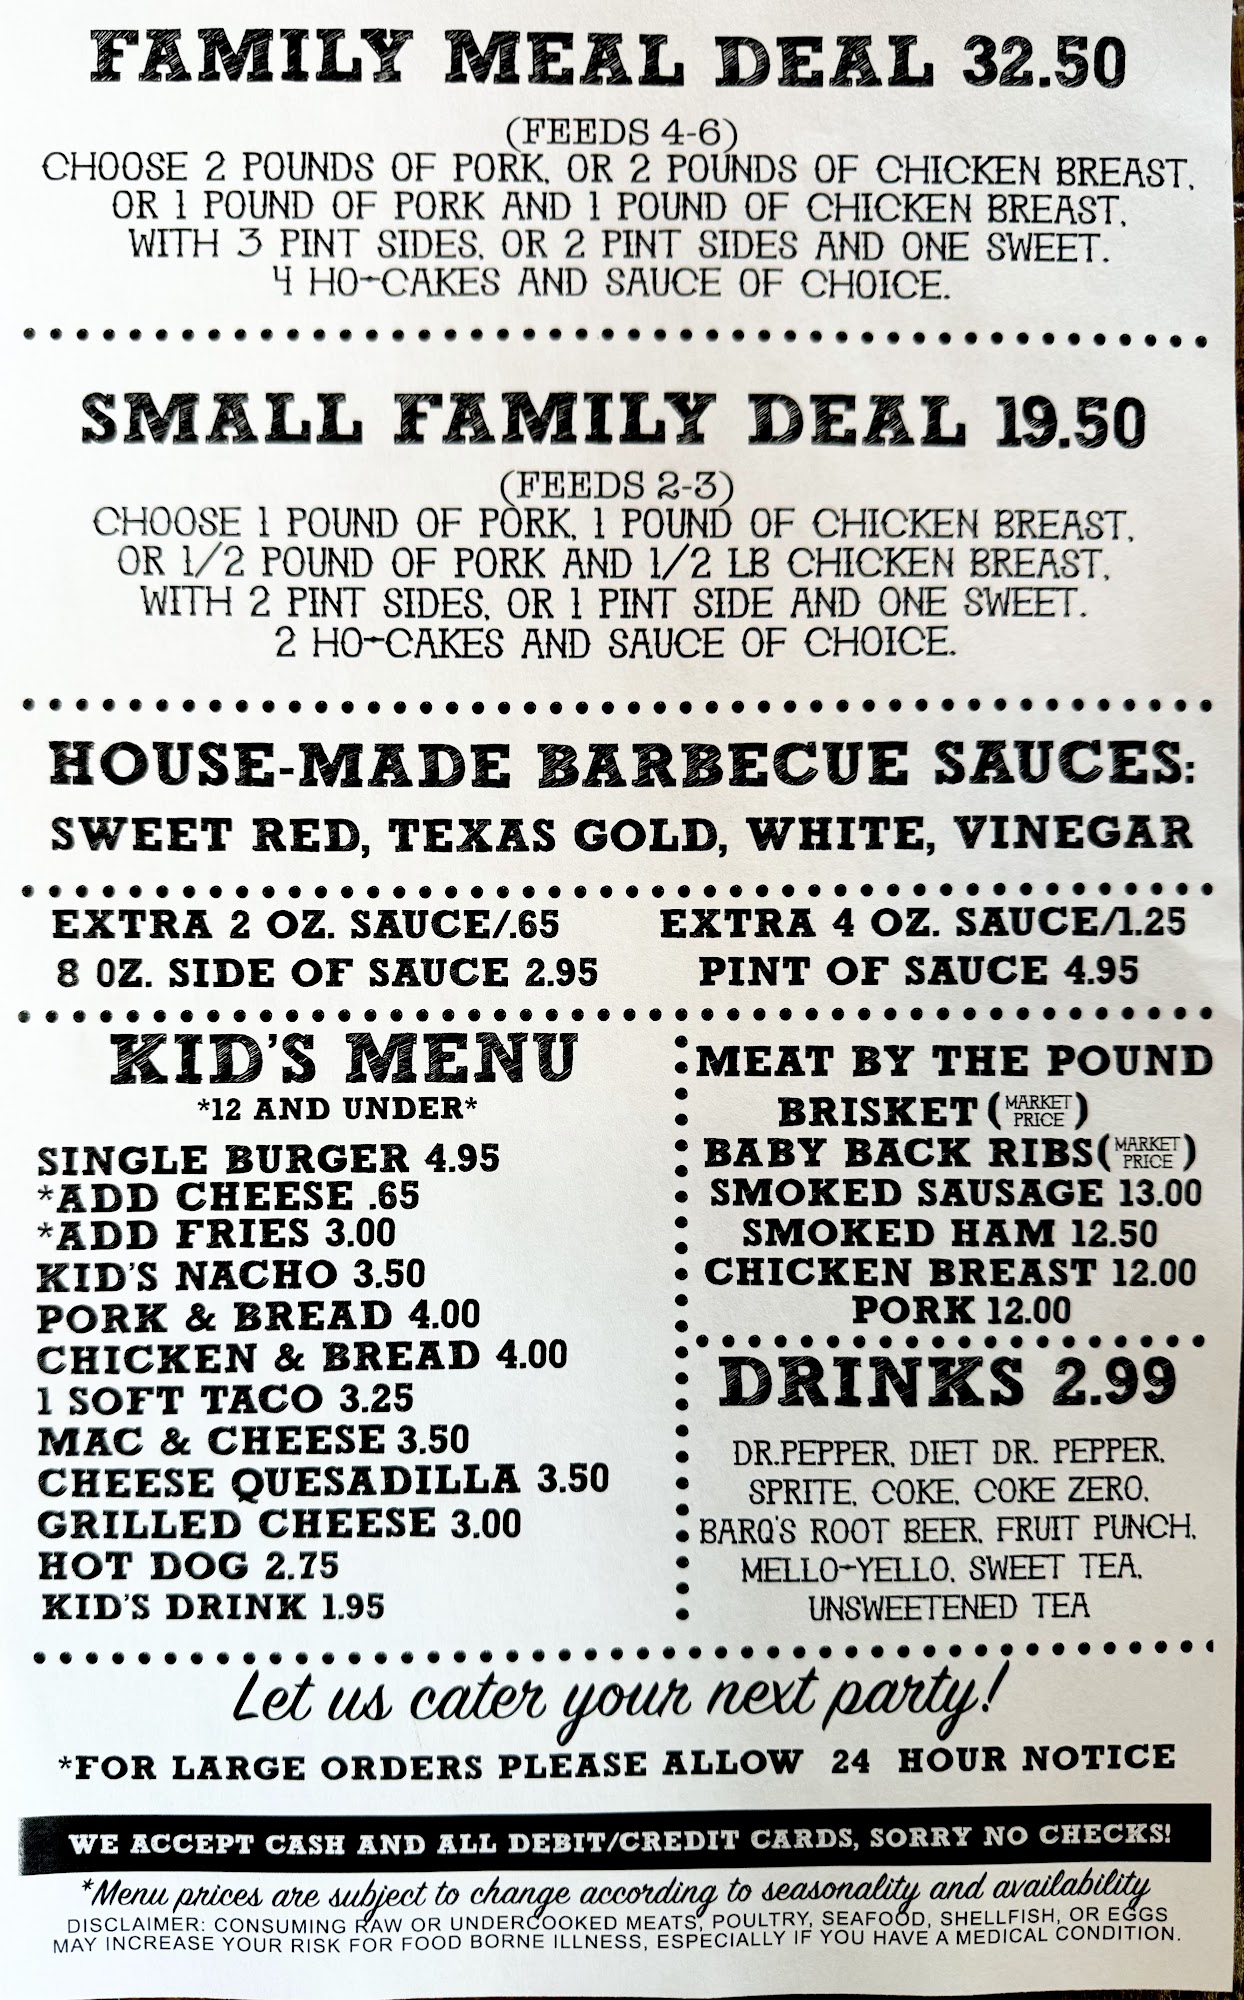 FAMILY MEAL DEAL 32.50
(FEEDS 4-6)
CHOOSE 2 POUNDS OF PORK, OR 2 POUNDS OF CHICKEN BREAST,
OR 1 POUND OF PORK AND 1 POUND OF CHICKEN BREAST,
WITH 3 PINT SIDES, OR 2 PINT SIDES AND ONE SWEET.
4 HO-CAKES AND SAUCE OF CHOICE.
SMALL FAMILY DEAL 19.50
(FEEDS 2-3)
CHOOSE 1 POUND OF PORK, 1 POUND OF CHICKEN BREAST,
OR 1/2 POUND OF PORK AND 1/2 LB CHICKEN BREAST,
WITH 2 PINT SIDES, OR 1 PINT SIDE AND ONE SWEET.
2 HO-CAKES AND SAUCE OF CHOICE.
HOUSE-MADE BARBECUE SAUCES:
SWEET RED, TEXAS GOLD, WHITE, VINEGAR
EXTRA 2 OZ. SAUCE/.65 EXTRA 4 OZ. SAUCE/1.25
8 OZ. SIDE OF SAUCE 2.95 PINT OF SAUCE 4.95
KID'S MENU
*12 AND UNDER*
SINGLE BURGER 4.95
*ADD CHEESE .65
*ADD FRIES 3.00
KID'S NACHO 3.50
PORK & BREAD 4.00
CHICKEN & BREAD 4.00
1 SOFT TACO 3.25
MAC & CHEESE 3.50
CHEESE QUESADILLA 3.50
GRILLED CHEESE 3.00
HOT DOG 2.75
KID'S DRINK 1.95
MEAT BY THE POUND
BRISKET (MARKET PRICE)
BABY BACK RIBS (MARKET PRICE)
SMOKED SAUSAGE 13.00
SMOKED HAM 12.50
CHICKEN BREAST 12.00
PORK 12.00
DRINKS 2.99
DR.PEPPER, DIET DR. PEPPER,
SPRITE, COKE, COKE ZERO,
BARQ'S ROOT BEER, FRUIT PUNCH,
MELLO-YELLO, SWEET TEA,
UNSWEETENED TEA
Let us cater your next party!
*FOR LARGE ORDERS PLEASE ALLOW 24 HOUR NOTICE
WE ACCEPT CASH AND ALL DEBIT/CREDIT CARDS, SORRY NO CHECKS!
*Menu prices are subject to change according to seasonality and availability
DISCLAIMER: CONSUMING RAW OR UNDERCOOKED MEATS, POULTRY, SEAFOOD, SHELLFISH, OR EGGS
MAY INCREASE YOUR RISK FOR FOOD BORNE ILLNESS, ESPECIALLY IF YOU HAVE A MEDICAL CONDITION.